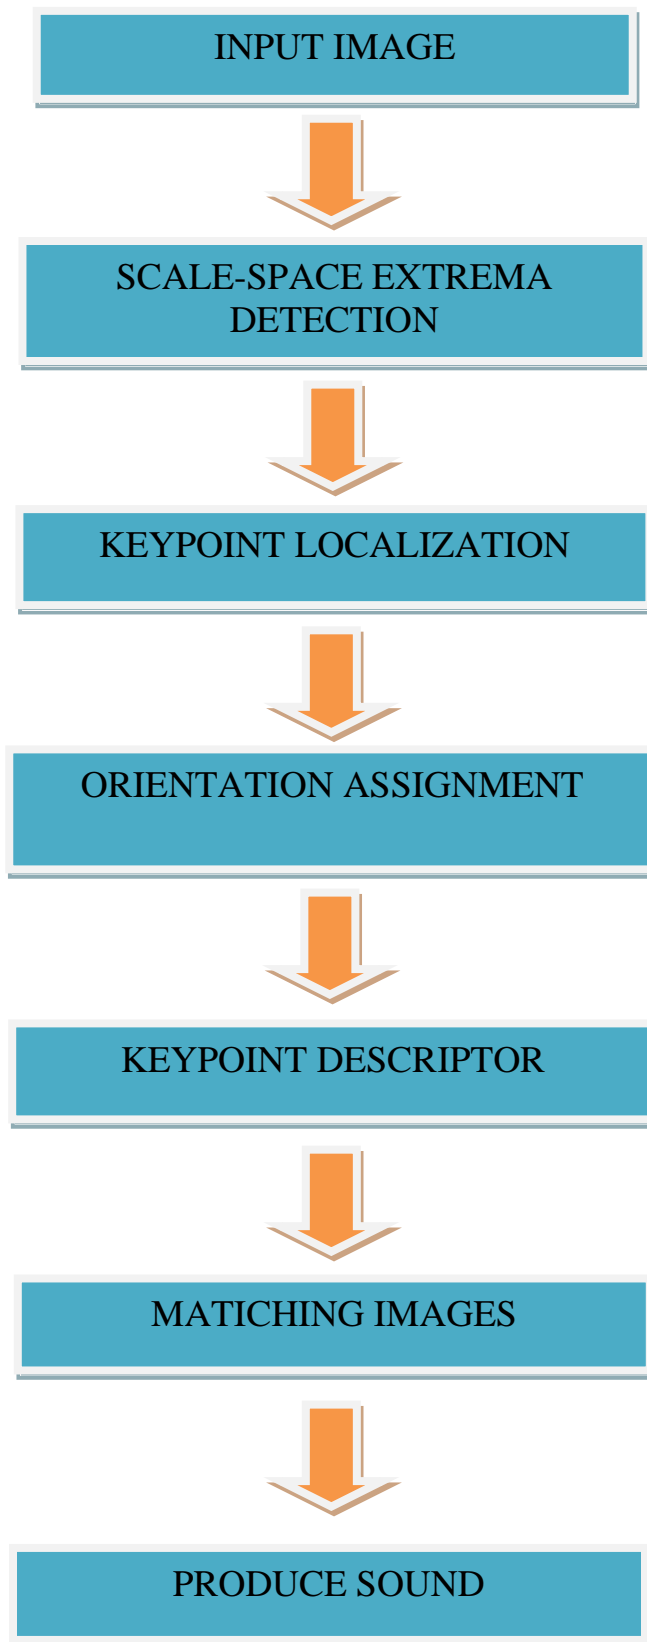 INPUT IMAGE
SCALE-SPACE EXTREMA
DETECTION
KEYPOINT LOCALIZATION
ORIENTATION ASSIGNMENT
KEYPOINT DESCRIPTOR
MATICHING IMAGES
PRODUCE SOUND